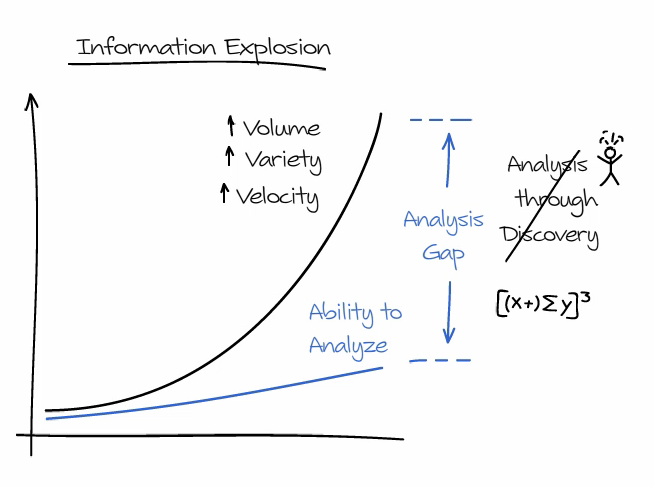 Information Explosion
↑ Volume
↑ Variety
↑ Velocity
Analysis
Gap
Analysis
through
Discovery
[(x+)Σy]³
Ability to
Analyze